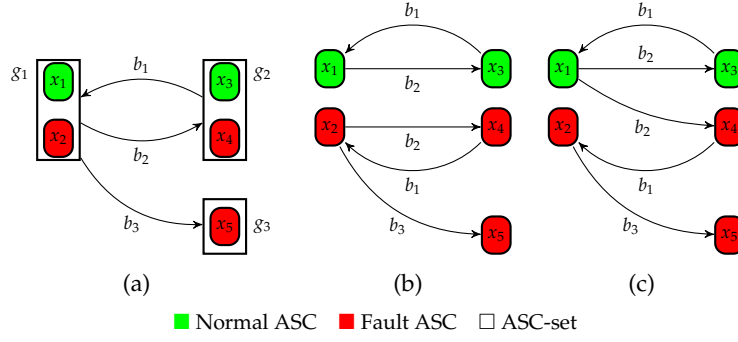 g₁ x₁ x₂ b₁ b₂ x₃ x₄ g₂ b₃ x₅ g₃
(a)
x₁ b₁ b₂ x₃ x₂ b₂ x₄ b₁ b₃ x₅
(b)
x₁ b₁ b₂ x₃ b₂ x₂ x₄ b₁ b₃ x₅
(c)
Normal ASC Fault ASC ASC-set